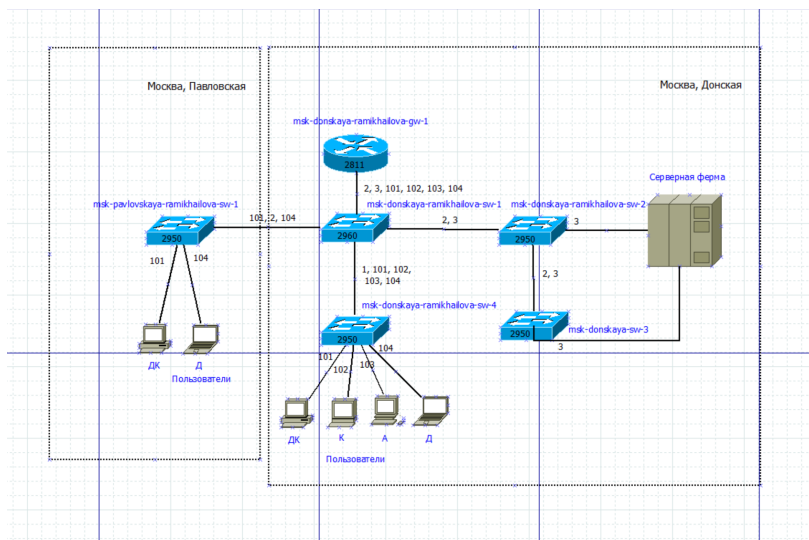 Москва, Павловская
Москва, Донская
msk-donskaya-ramikhailova-gw-1
2811
Серверная ферма
2, 3, 101, 102, 103, 104
msk-pavlovskaya-ramikhailova-sw-1
msk-donskaya-ramikhailova-sw-1
msk-donskaya-ramikhailova-sw-2
101, 2, 104
2, 3
3
2950
2960
2950
101
104
1, 101, 102,
103, 104
2, 3
msk-donskaya-ramikhailova-sw-4
2950
2950
msk-donskaya-sw-3
3
101
102
103
104
ДК
Д
Пользователи
ДК
К
А
Д
Пользователи